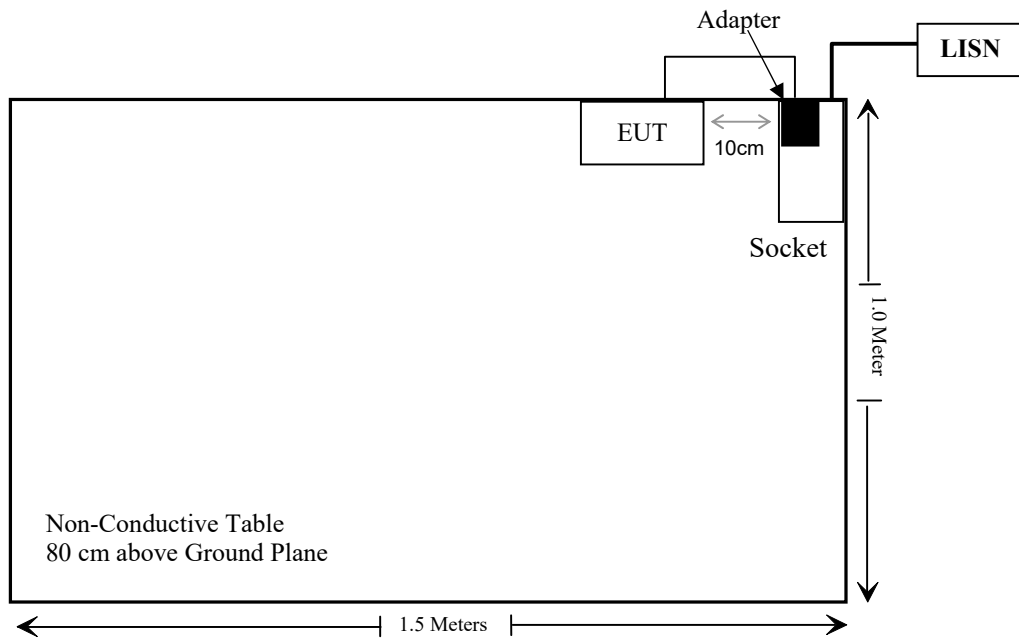 Adapter
LISN
EUT
10cm
Socket
1.0 Meter
Non-Conductive Table
80 cm above Ground Plane
1.5 Meters